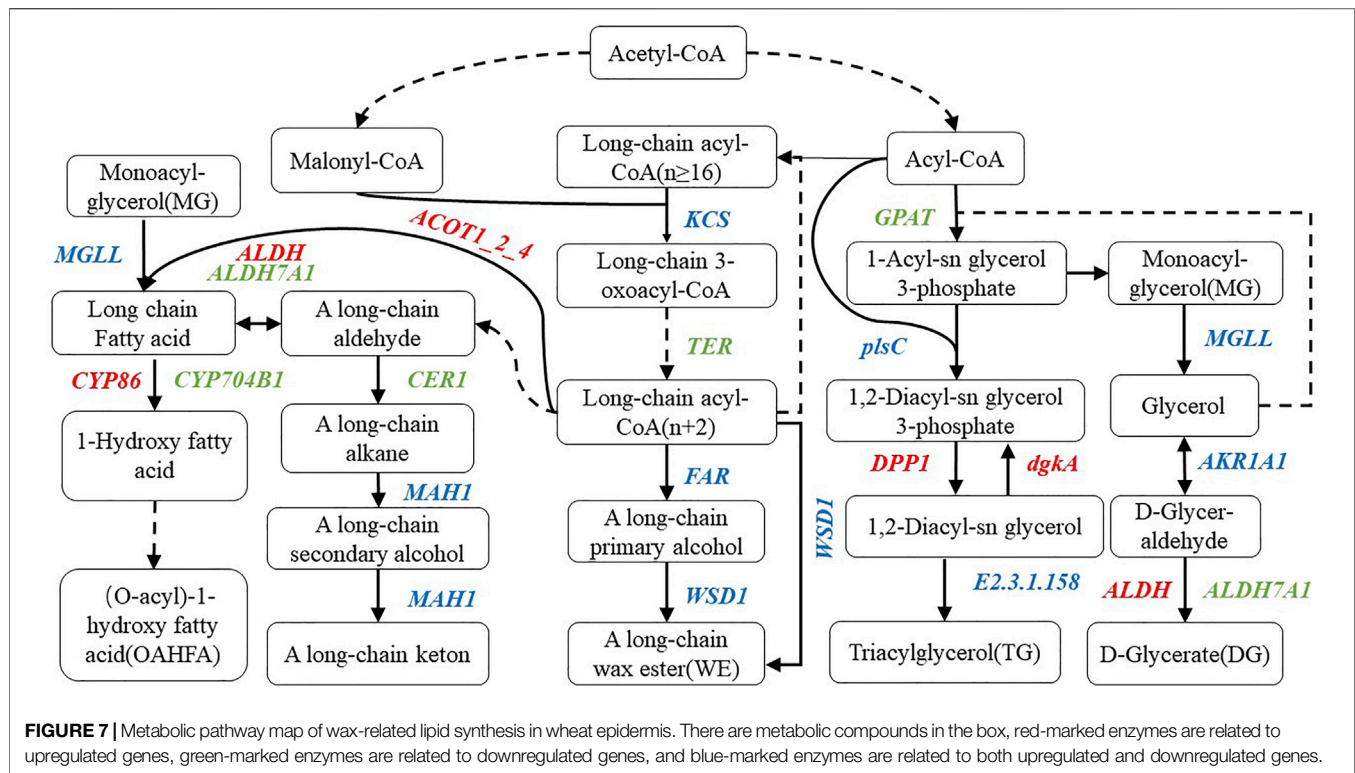 Acetyl-CoA
Malonyl-CoA
Long-chain acyl-
CoA(n≥16)
Acyl-CoA
Monoacyl-
glycerol(MG)
ACOT1_2_4
KCS
GPAT
MGLL
ALDH
ALDH7A1
Long-chain 3-
oxoacyl-CoA
1-Acyl-sn glycerol
3-phosphate
Monoacyl-
glycerol(MG)
Long chain
Fatty acid
A long-chain
aldehyde
TER
plsC
MGLL
CYP86
CYP704B1
CER1
Long-chain acyl-
CoA(n+2)
1,2-Diacyl-sn glycerol
3-phosphate
Glycerol
1-Hydroxy fatty
acid
A long-chain
alkane
FAR
DPP1
dgkA
AKR1A1
MAH1
WSD1
A long-chain
secondary alcohol
A long-chain
primary alcohol
1,2-Diacyl-sn glycerol
D-Glycer-
aldehyde
(O-acyl)-1-
hydroxy fatty
acid(OAHFA)
MAH1
WSD1
E2.3.1.158
ALDH
ALDH7A1
A long-chain keton
A long-chain
wax ester(WE)
Triacylglycerol(TG)
D-Glycerate(DG)
FIGURE 7 | Metabolic pathway map of wax-related lipid synthesis in wheat epidermis. There are metabolic compounds in the box, red-marked enzymes are related to
upregulated genes, green-marked enzymes are related to downregulated genes, and blue-marked enzymes are related to both upregulated and downregulated genes.